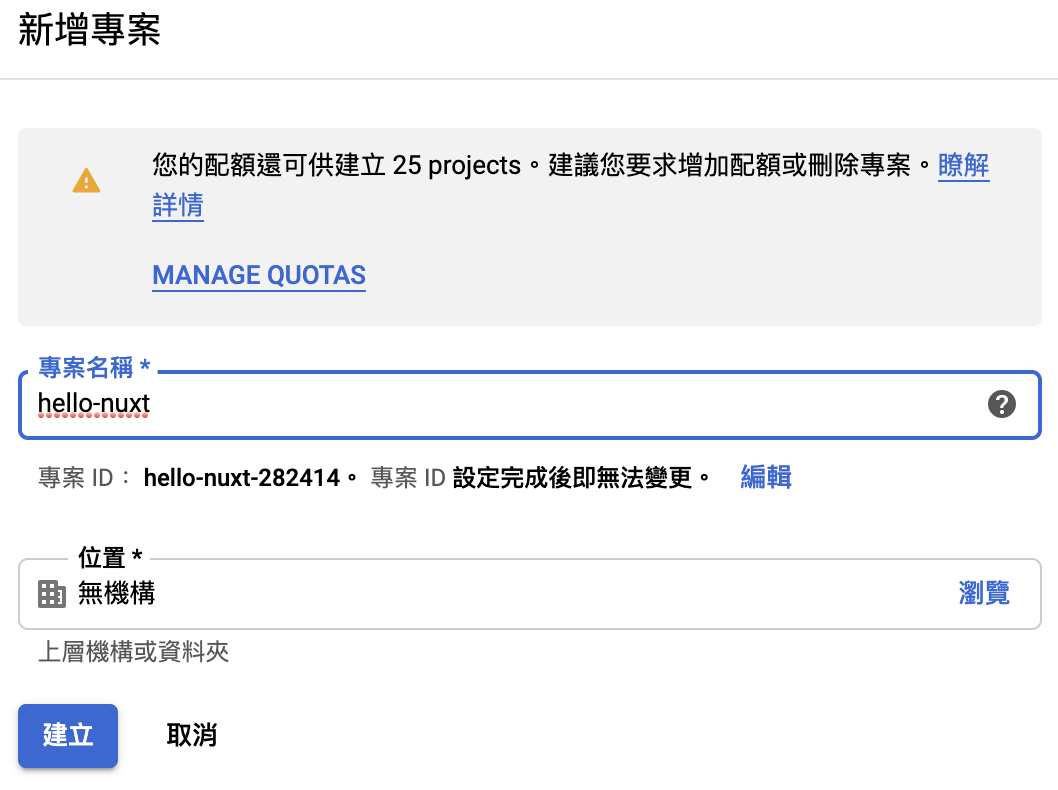 新增專案
您的配額還可供建立 25 projects。建議您要求增加配額或刪除專案。瞭解
詳情
MANAGE QUOTAS
專案名稱 *
hello-nuxt
專案 ID： hello-nuxt-282414。 專案 ID 設定完成後即無法變更。 編輯
位置 *
無機構 瀏覽
上層機構或資料夾
建立 取消